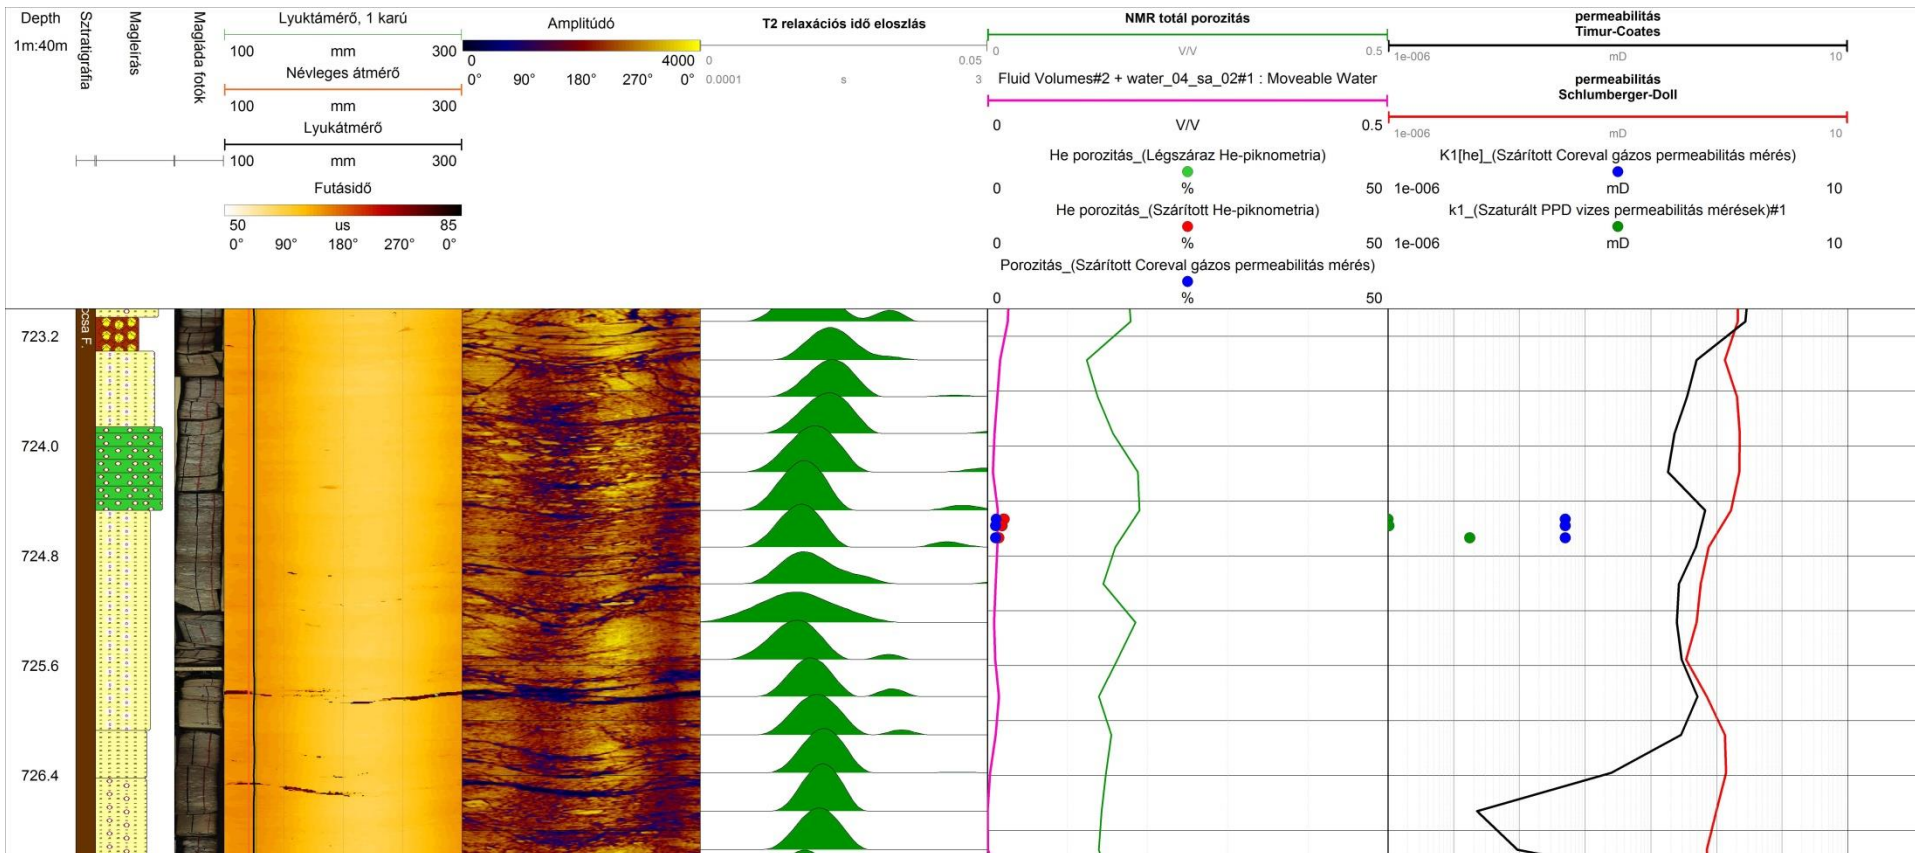 Depth
1m:40m
Sztratigráfia
Magleírás
Magláda fotók
Lyuktámérő, 1 karú
100 mm 300
Névleges átmérő
100 mm 300
Lyukátmérő
100 mm 300
Futásidő
50 us 85
0° 90° 180° 270° 0°
Amplitúdó
0 4000
0° 90° 180° 270° 0°
T2 relaxációs idő eloszlás
0 0.05
0.0001 s 3
NMR totál porozitás
0 V/V 0.5
Fluid Volumes#2 + water_04_sa_02#1 : Moveable Water
0 V/V 0.5
He porozitás_(Légszáraz He-piknometria)
0 % 50
He porozitás_(Szárított He-piknometria)
0 % 50
Porozitás_(Szárított Coreval gázos permeabilitás mérés)
0 % 50
permeabilitás
Timur-Coates
1e-006 mD 10
permeabilitás
Schlumberger-Doll
1e-006 mD 10
K1[he]_(Szárított Coreval gázos permeabilitás mérés)
1e-006 mD 10
k1_(Szaturált PPD vizes permeabilitás mérések)#1
1e-006 mD 10
723.2
724.0
724.8
725.6
726.4